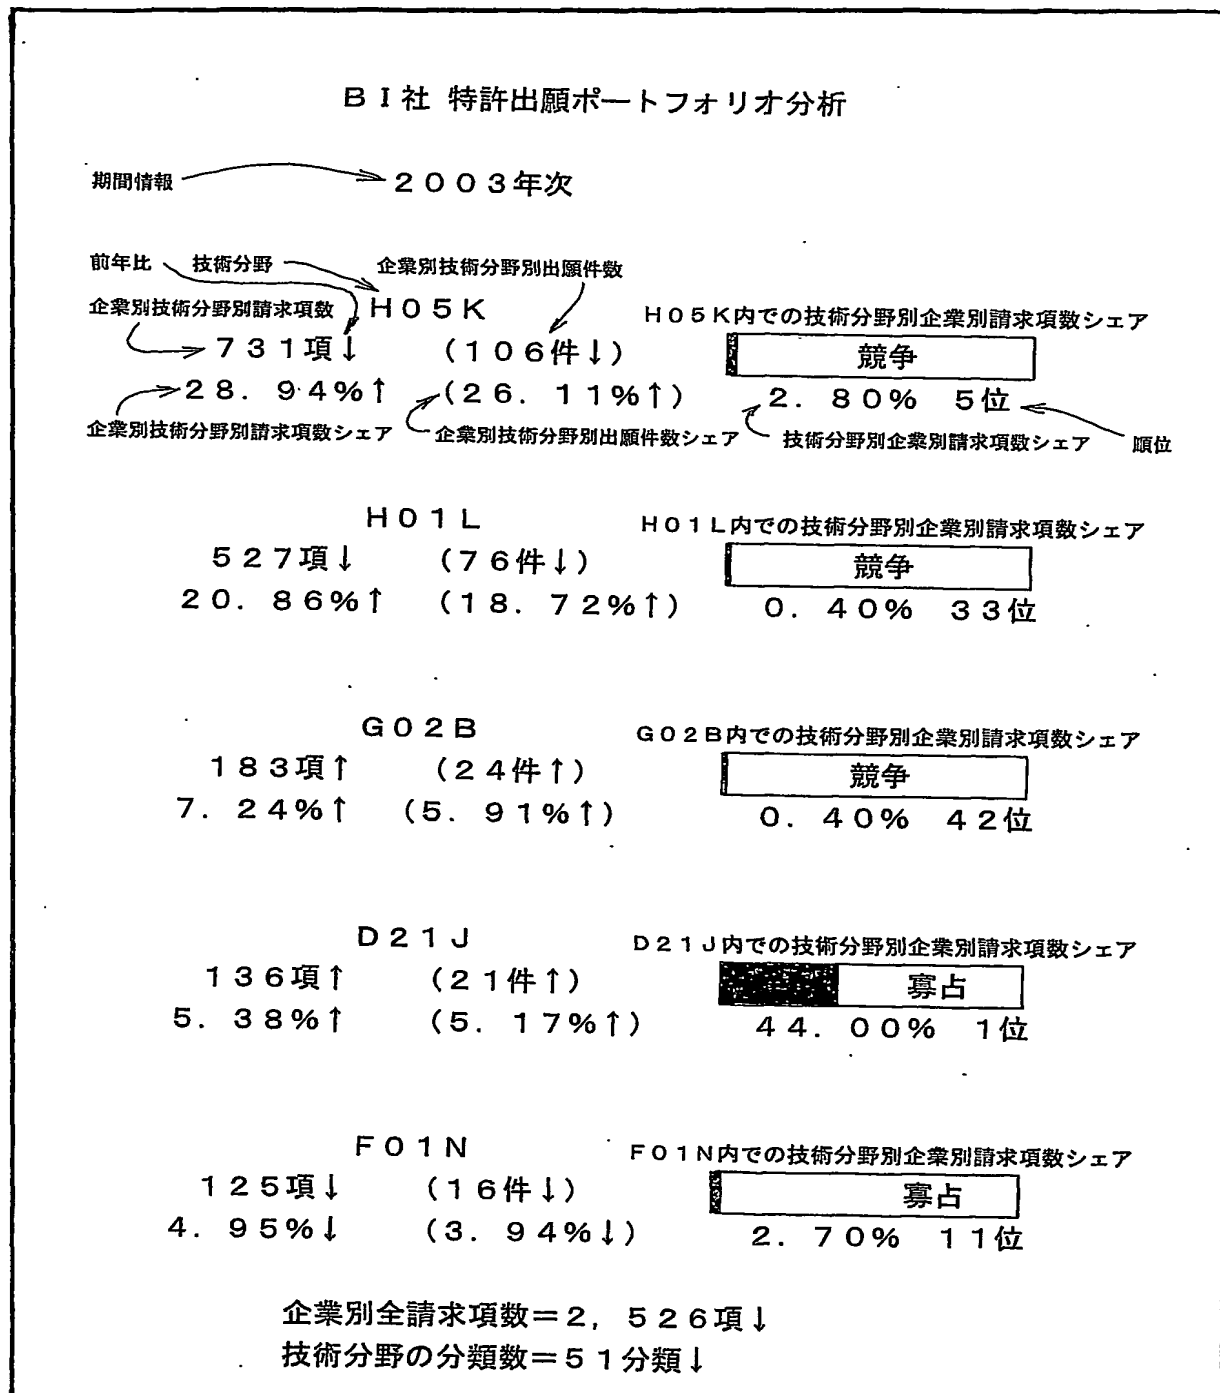 ＢＩ社 特許出願ポートフォリオ分析
期間情報 ２００３年次
前年比 技術分野 企業別技術分野別出願件数
企業別技術分野別請求項数 Ｈ０５Ｋ Ｈ０５Ｋ内での技術分野別企業別請求項数シェア
７３１項↓ （１０６件↓） 競争
２８．９４％↑ （２６．１１％↑） ２．８０％ ５位
企業別技術分野別請求項数シェア 企業別技術分野別出願件数シェア 技術分野別企業別請求項数シェア 順位
Ｈ０１Ｌ Ｈ０１Ｌ内での技術分野別企業別請求項数シェア
５２７項↓ （７６件↓） 競争
２０．８６％↑ （１８．７２％↑） ０．４０％ ３３位
Ｇ０２Ｂ Ｇ０２Ｂ内での技術分野別企業別請求項数シェア
１８３項↑ （２４件↑） 競争
７．２４％↑ （５．９１％↑） ０．４０％ ４２位
Ｄ２１Ｊ Ｄ２１Ｊ内での技術分野別企業別請求項数シェア
１３６項↑ （２１件↑） 寡占
５．３８％↑ （５．１７％↑） ４４．００％ １位
Ｆ０１Ｎ Ｆ０１Ｎ内での技術分野別企業別請求項数シェア
１２５項↓ （１６件↓） 寡占
４．９５％↓ （３．９４％↓） ２．７０％ １１位
企業別全請求項数＝２，５２６項↓
技術分野の分類数＝５１分類↓